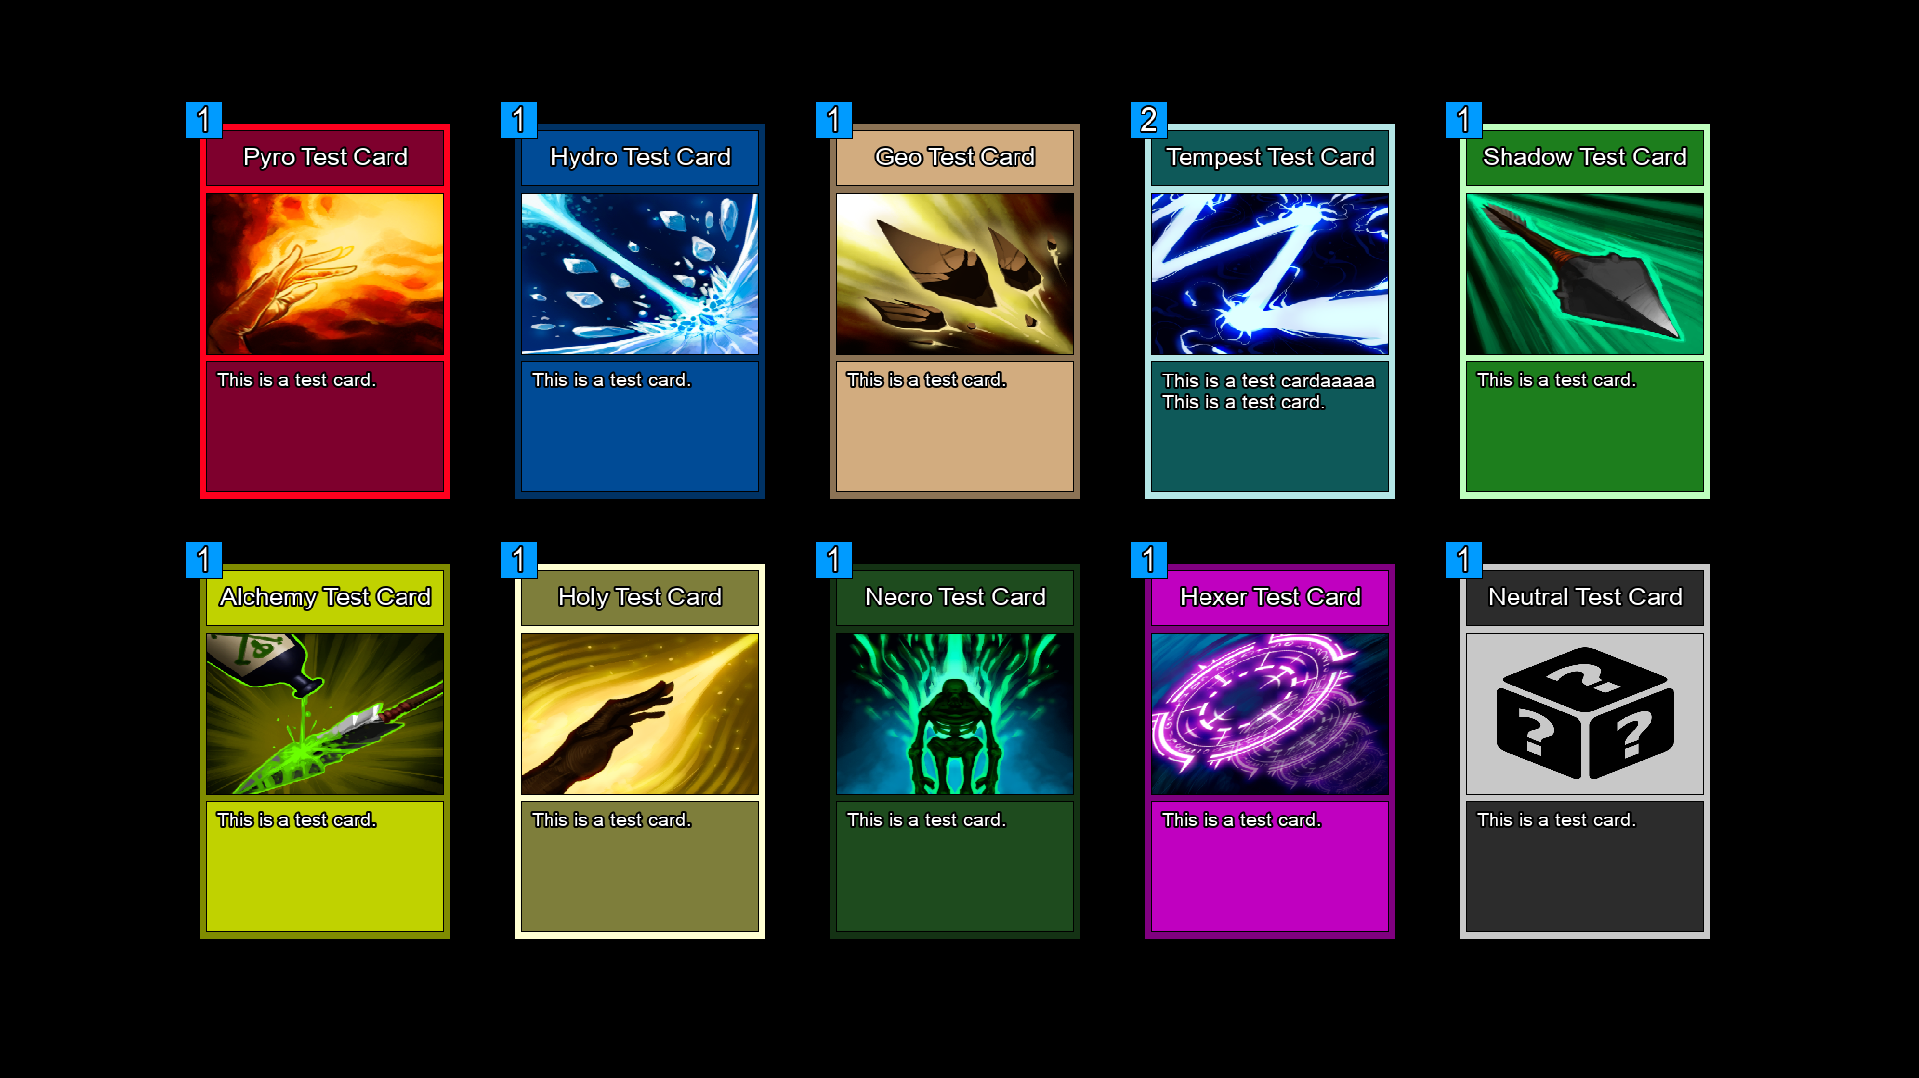 1
Pyro Test Card
This is a test card.
1
Hydro Test Card
This is a test card.
1
Geo Test Card
This is a test card.
2
Tempest Test Card
This is a test cardaaaaa
This is a test card.
1
Shadow Test Card
This is a test card.
1
Alchemy Test Card
This is a test card.
1
Holy Test Card
This is a test card.
1
Necro Test Card
This is a test card.
1
Hexer Test Card
This is a test card.
1
Neutral Test Card
?
?
?
This is a test card.